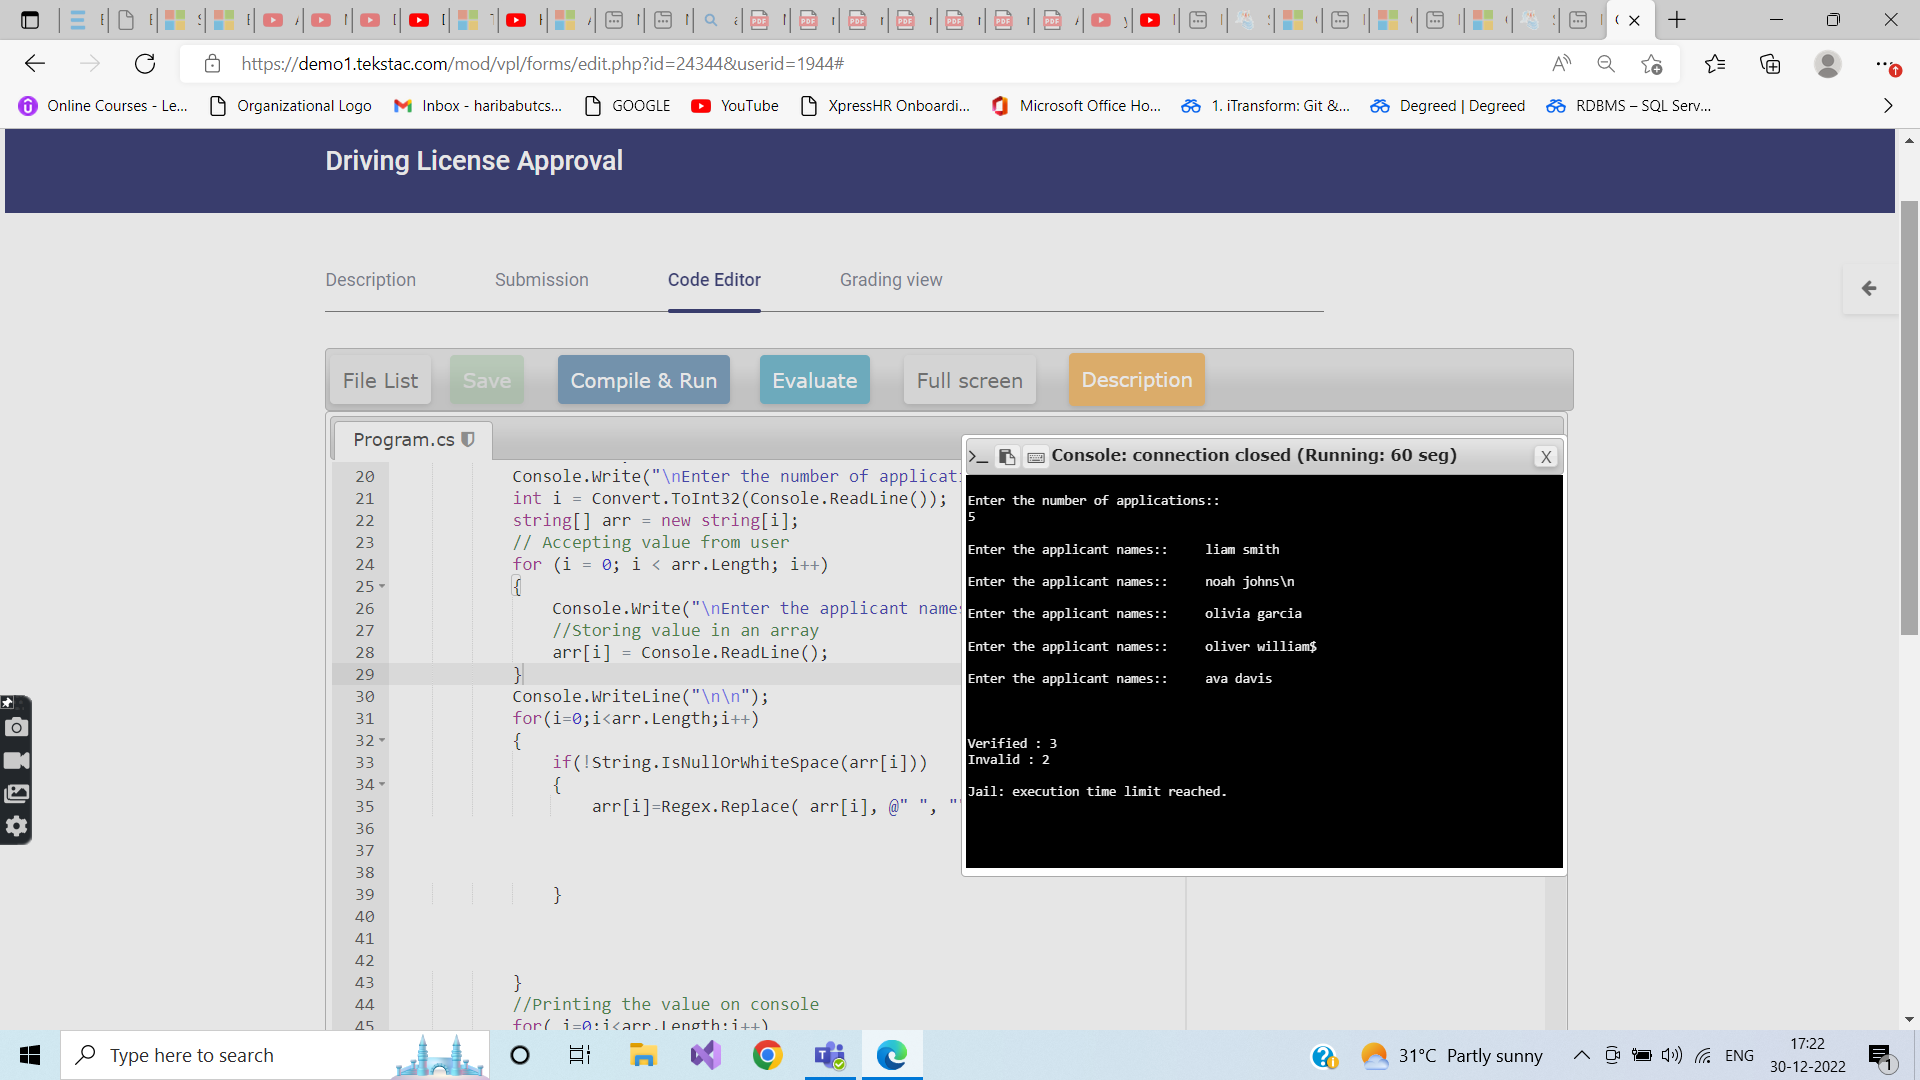 https://demo1.tekstac.com/mod/vpl/forms/edit.php?id=24344&userid=1944#
Online Courses - Le...
Organizational Logo
Inbox - haribabutcs...
GOOGLE
YouTube
XpressHR Onboardi...
Microsoft Office Ho...
1. iTransform: Git &...
Degreed | Degreed
RDBMS – SQL Serv...
Driving License Approval
Description
Submission
Code Editor
Grading view
File List
Save
Compile & Run
Evaluate
Full screen
Description
Program.cs
20 Console.Write("\nEnter the number of applicati
21 int i = Convert.ToInt32(Console.ReadLine());
22 string[] arr = new string[i];
23 // Accepting value from user
24 for (i = 0; i < arr.Length; i++)
25 {
26 Console.Write("\nEnter the applicant names
27 //Storing value in an array
28 arr[i] = Console.ReadLine();
29 }
30 Console.WriteLine("\n\n");
31 for(i=0;i<arr.Length;i++)
32 {
33 if(!String.IsNullOrWhiteSpace(arr[i]))
34 {
35 arr[i]=Regex.Replace( arr[i], @" ", ""
36
37
38
39 }
40
41
42
43 }
44 //Printing the value on console
45 for( i=0;i<arr.Length;i++)
Console: connection closed (Running: 60 seg)
X
Enter the number of applications::
5
Enter the applicant names:: liam smith
Enter the applicant names:: noah johns\n
Enter the applicant names:: olivia garcia
Enter the applicant names:: oliver william$
Enter the applicant names:: ava davis
Verified : 3
Invalid : 2
Jail: execution time limit reached.
Type here to search
31°C Partly sunny
ENG
17:22
30-12-2022
1